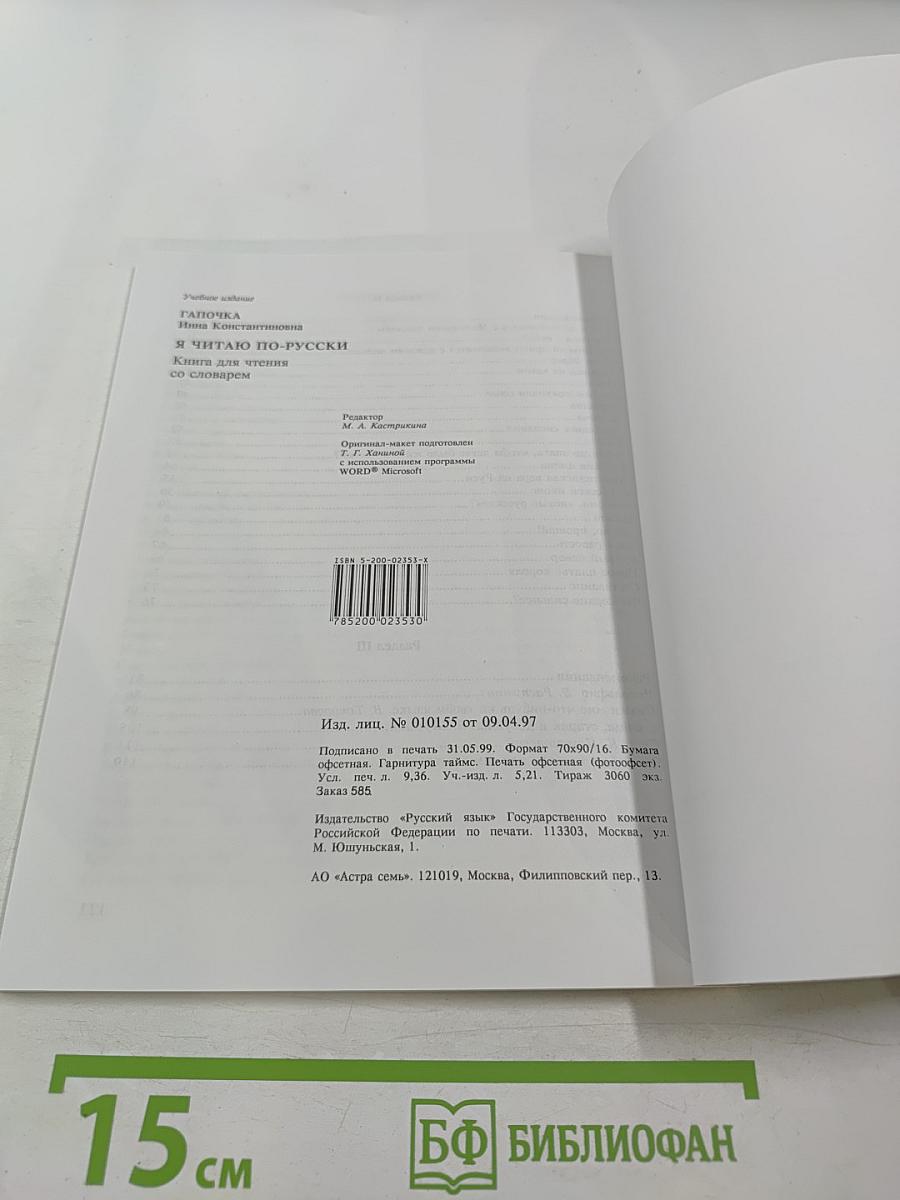 Учебное издание
ГАПОЧКА
Инна Константиновна
Я ЧИТАЮ ПО-РУССКИ
Книга для чтения
со словарем
Редактор
М. А. Кастрикина
Оригинал-макет подготовлен
Т. Г. Ханиной
с использованием программы
WORD® Microsoft
ISBN 5-200-02353-X
785200 023530
Изд. лиц. № 010155 от 09.04.97
Подписано в печать 31.05.99. Формат 70x90/16. Бумага
офсетная. Гарнитура таймс. Печать офсетная (фотоофсет).
Усл. печ. л. 9,36. Уч.-изд. л. 5,21. Тираж 3060 экз.
Заказ 585.
Издательство «Русский язык» Государственного комитета
Российской Федерации по печати. 113303, Москва, ул.
М. Юшуньская, 1.
АО «Астра семь». 121019, Москва, Филипповский пер., 13.
15 см
БФ БИБЛИОФАН